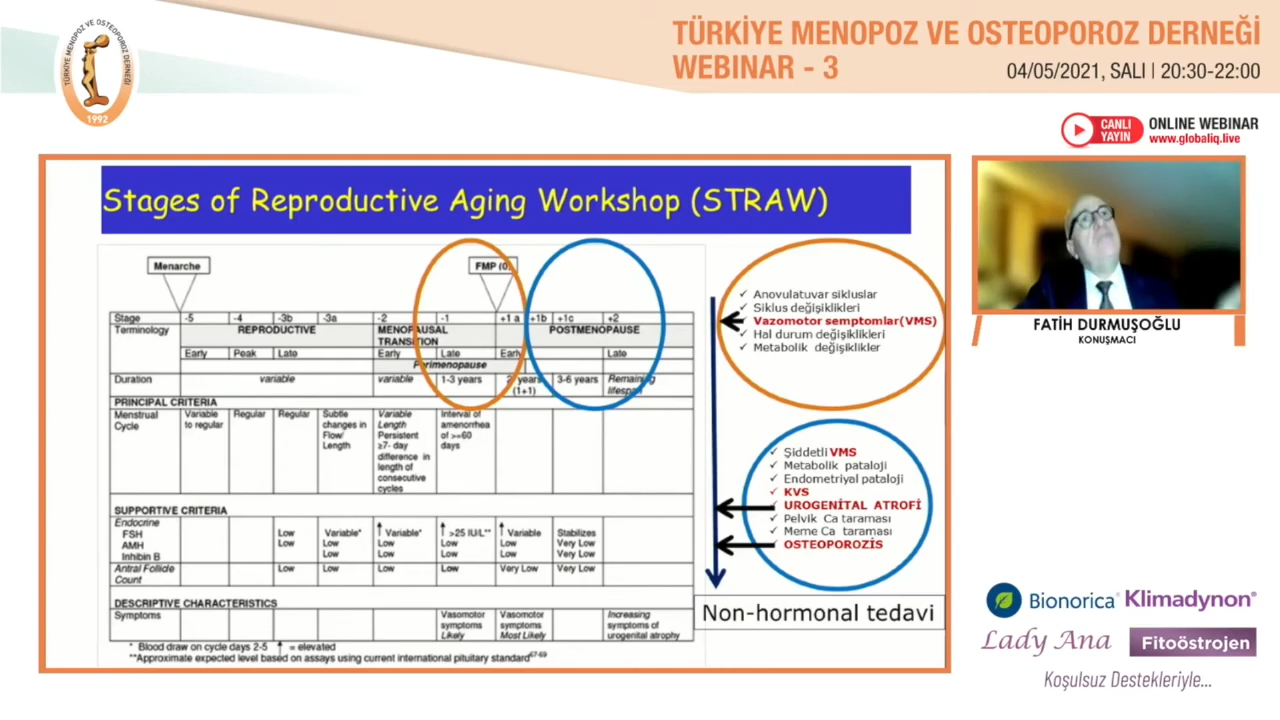 TÜRKİYE MENOPOZ VE OSTEOPOROZ DERNEĞİ
1992
TÜRKİYE MENOPOZ VE OSTEOPOROZ DERNEĞİ
WEBINAR - 3
04/05/2021, SALI | 20:30-22:00
CANLI YAYIN
ONLINE WEBINAR
www.globaliq.live
Stages of Reproductive Aging Workshop (STRAW)
Menarche
FMP (0)
Stage -5 -4 -3b -3a -2 -1 +1 a +1b +1c +2
Terminology REPRODUCTIVE MENOPAUSAL TRANSITION POSTMENOPAUSE
Early Peak Late Early Late Early Late
Perimenopause
Duration variable variable 1-3 years 2 years (1+1) 3-6 years Remaining lifespan
PRINCIPAL CRITERIA
Menstrual Cycle Variable to regular Regular Regular Subtle changes in Flow/ Length Variable Length Persistent ≥7- day difference in length of consecutive cycles Interval of amenorrhea of >=60 days
SUPPORTIVE CRITERIA
Endocrine
FSH Low Variable* ↑ Variable* ↑ >25 IU/L** ↑ Variable Stabilizes
AMH Low Low Low Low Low Very Low
Inhibin B Low Low Low Low Very Low
Antral Follicle Count Low Low Low Low Very Low Very Low
DESCRIPTIVE CHARACTERISTICS
Symptoms Vasomotor symptoms Likely Vasomotor symptoms Most Likely Increasing symptoms of urogenital atrophy
* Blood draw on cycle days 2-5 ↑ = elevated
**Approximate expected level based on assays using current international pituitary standard67-69
✓ Anovulatuvar sikluslar
✓ Siklus değişiklikleri
✓ Vazomotor semptomlar(VMS)
✓ Hal durum değişiklikleri
✓ Metabolik değişiklikler
✓ Şiddetli VMS
✓ Metabolik pataloji
✓ Endometriyal pataloji
✓ KVS
✓ UROGENİTAL ATROFİ
✓ Pelvik Ca taraması
✓ Meme Ca taraması
✓ OSTEOPOROZİS
Non-hormonal tedavi
FATİH DURMUŞOĞLU
KONUŞMACI
Bionorica® Klimadynon®
Lady Ana Fitoöstrojen
Koşulsuz Destekleriyle...